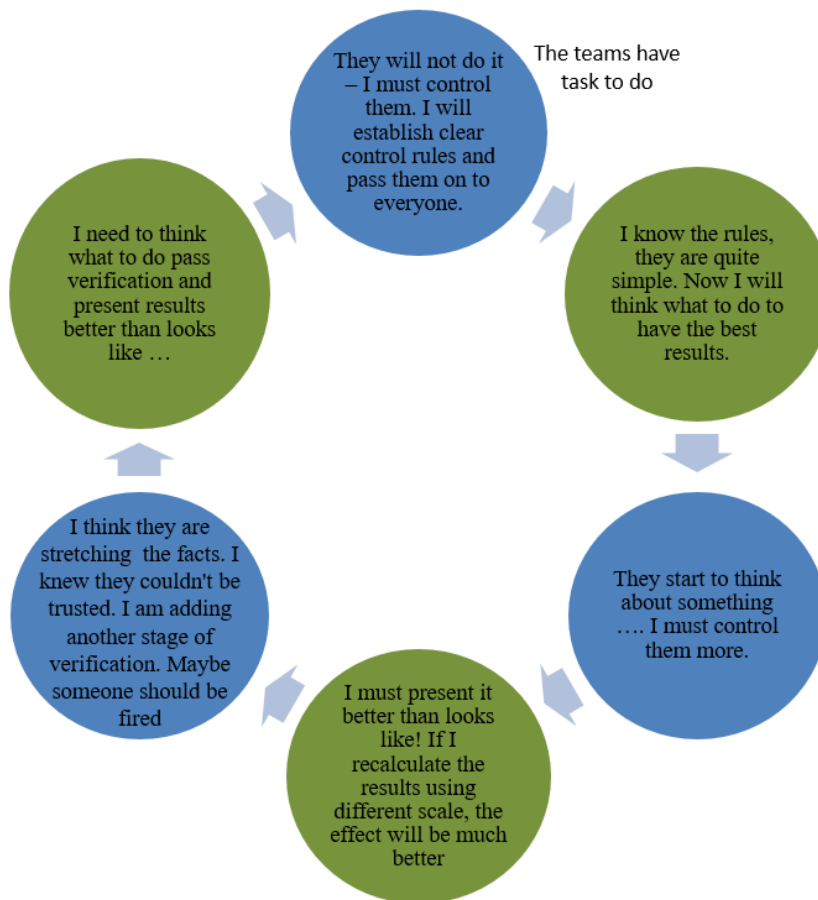 They will not do it
– I must control
them. I will
establish clear
control rules and
pass them on to
everyone.
The teams have
task to do
I know the rules,
they are quite
simple. Now I will
think what to do to
have the best
results.
They start to think
about something
…. I must control
them more.
I must present it
better than looks
like! If I
recalculate the
results using
different scale, the
effect will be much
better
I think they are
stretching the facts. I
knew they couldn't be
trusted. I am adding
another stage of
verification. Maybe
someone should be
fired
I need to think
what to do pass
verification and
present results
better than looks
like …